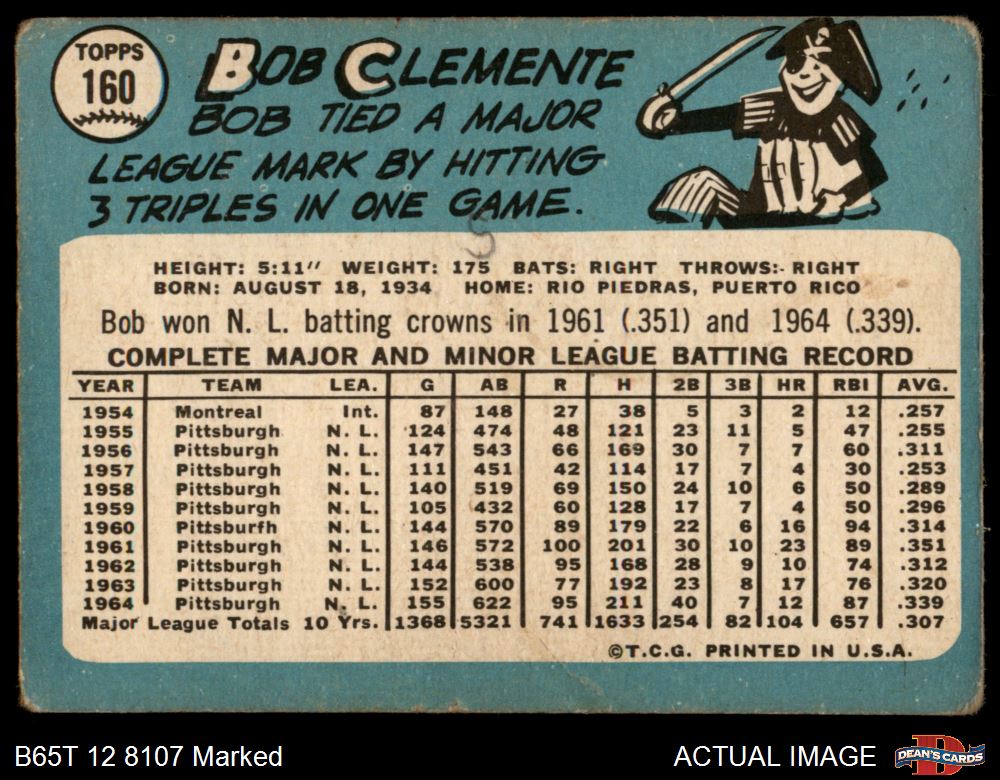 TOPPS
160
BOB CLEMENTE
BOB TIED A MAJOR
LEAGUE MARK BY HITTING
3 TRIPLES IN ONE GAME.
5
HEIGHT: 5:11" WEIGHT: 175 BATS: RIGHT THROWS: RIGHT
BORN: AUGUST 18, 1934 HOME: RIO PIEDRAS, PUERTO RICO
Bob won N. L. batting crowns in 1961 (.351) and 1964 (.339).
COMPLETE MAJOR AND MINOR LEAGUE BATTING RECORD
YEAR TEAM LEA. G AB R H 2B 3B HR RBI AVG.
1954 Montreal Int. 87 148 27 38 5 3 2 12 .257
1955 Pittsburgh N. L. 124 474 48 121 23 11 5 47 .255
1956 Pittsburgh N. L. 147 543 66 169 30 7 7 60 .311
1957 Pittsburgh N. L. 111 451 42 114 17 7 4 30 .253
1958 Pittsburgh N. L. 140 519 69 150 24 10 6 50 .289
1959 Pittsburgh N. L. 105 432 60 128 17 7 4 50 .296
1960 Pittsburfh N. L. 144 570 89 179 22 6 16 94 .314
1961 Pittsburgh N. L. 146 572 100 201 30 10 23 89 .351
1962 Pittsburgh N. L. 144 538 95 168 28 9 10 74 .312
1963 Pittsburgh N. L. 152 600 77 192 23 8 17 76 .320
1964 Pittsburgh N. L. 155 622 95 211 40 7 12 87 .339
Major League Totals 10 Yrs. 1368 5321 741 1633 254 82 104 657 .307
©T.C.G. PRINTED IN U.S.A.
B65T 12 8107 Marked
ACTUAL IMAGE
DEAN'S CARDS